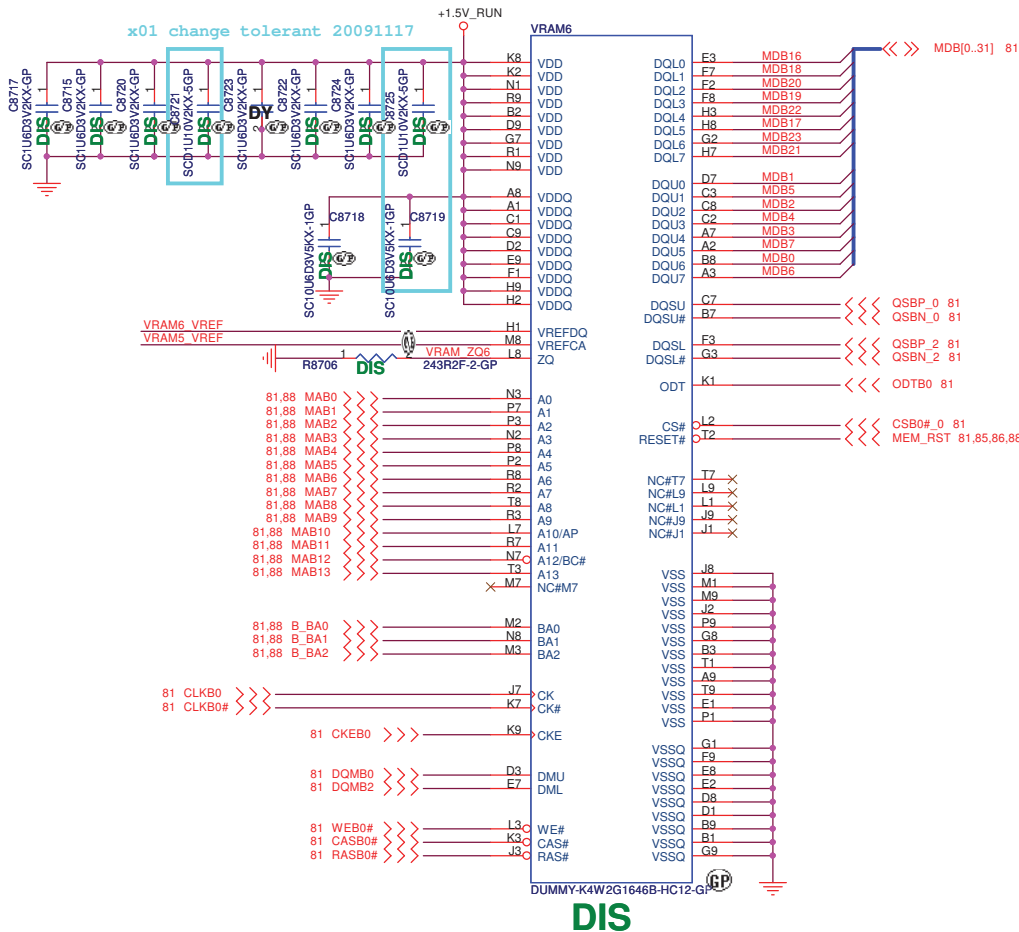 +1.5V_RUN
x01 change tolerant 20091117
VRAM6
C8717
SC1U6D3V2KX-GP
C8715
SC1U6D3V2KX-GP
C8720
SC1U6D3V2KX-GP
C8721
SCD1U10V2KX-5GP
C8723
SC1U6D3V2KX-GP
C8722
SC1U6D3V2KX-GP
C8724
SC1U6D3V2KX-GP
C8725
SCD1U10V2KX-5GP
DY
1
2
DIS DIS DIS DIS DIS DIS DIS
C8718
SC10U6D3V5KX-1GP
DIS
C8719
SC10U6D3V5KX-1GP
DIS
K8 VDD
K2 VDD
N1 VDD
R9 VDD
B2 VDD
D9 VDD
G7 VDD
R1 VDD
N9 VDD
A8 VDDQ
A1 VDDQ
C1 VDDQ
C9 VDDQ
D2 VDDQ
E9 VDDQ
F1 VDDQ
H9 VDDQ
H2 VDDQ
VRAM6_VREF H1 VREFDQ
VRAM5_VREF M8 VREFCA
VRAM_ZQ6 L8 ZQ
R8706 1 2 243R2F-2-GP
DIS
81,88 MAB0 N3 A0
81,88 MAB1 P7 A1
81,88 MAB2 P3 A2
81,88 MAB3 N2 A3
81,88 MAB4 P8 A4
81,88 MAB5 P2 A5
81,88 MAB6 R8 A6
81,88 MAB7 R2 A7
81,88 MAB8 T8 A8
81,88 MAB9 R3 A9
81,88 MAB10 L7 A10/AP
81,88 MAB11 R7 A11
81,88 MAB12 N7 A12/BC#
81,88 MAB13 T3 A13
M7 NC#M7
81,88 B_BA0 M2 BA0
81,88 B_BA1 N8 BA1
81,88 B_BA2 M3 BA2
81 CLKB0 J7 CK
81 CLKB0# K7 CK#
81 CKEB0 K9 CKE
81 DQMB0 D3 DMU
81 DQMB2 E7 DML
81 WEB0# L3 WE#
81 CASB0# K3 CAS#
81 RASB0# J3 RAS#
MDB[0..31] 81
DQL0 E3 MDB16
DQL1 F7 MDB18
DQL2 F2 MDB20
DQL3 F8 MDB19
DQL4 H3 MDB22
DQL5 H8 MDB17
DQL6 G2 MDB23
DQL7 H7 MDB21
DQU0 D7 MDB1
DQU1 C3 MDB5
DQU2 C8 MDB2
DQU3 C2 MDB4
DQU4 A7 MDB3
DQU5 A2 MDB7
DQU6 B8 MDB0
DQU7 A3 MDB6
DQSU C7 QSBP_0 81
DQSU# B7 QSBN_0 81
DQSL F3 QSBP_2 81
DQSL# G3 QSBN_2 81
ODT K1 ODTB0 81
CS# L2 CSB0#_0 81
RESET# T2 MEM_RST 81,85,86,88
NC#T7 T7
NC#L9 L9
NC#L1 L1
NC#J9 J9
NC#J1 J1
VSS J8
VSS M1
VSS M9
VSS J2
VSS P9
VSS G8
VSS B3
VSS T1
VSS A9
VSS T9
VSS E1
VSS P1
VSSQ G1
VSSQ F9
VSSQ E8
VSSQ E2
VSSQ D8
VSSQ D1
VSSQ B9
VSSQ B1
VSSQ G9
DUMMY-K4W2G1646B-HC12-GP
GP
DIS